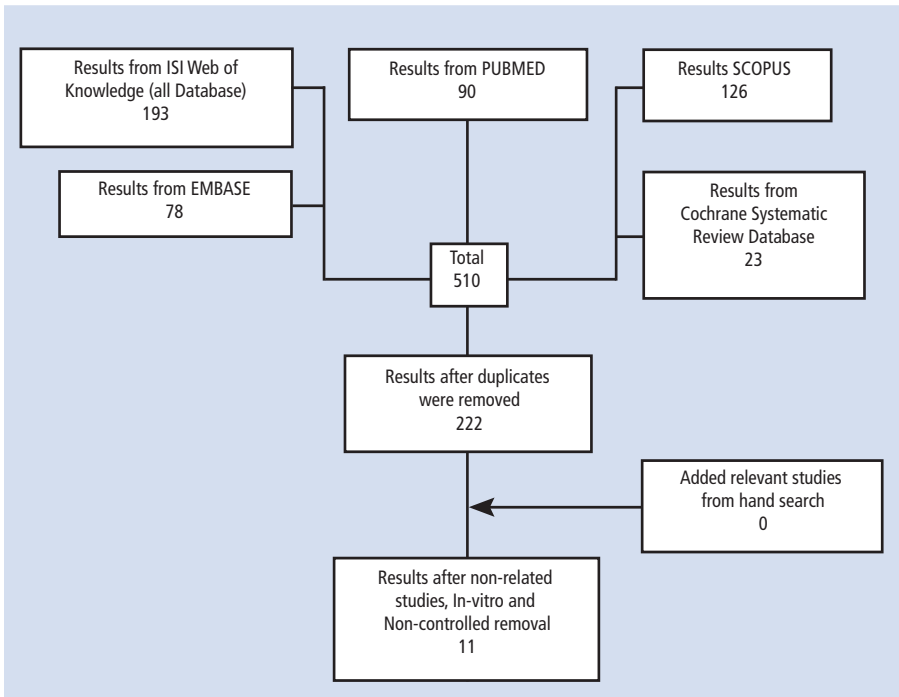 Results from ISI Web of
Knowledge (all Database)
193
Results from PUBMED
90
Results SCOPUS
126
Results from EMBASE
78
Results from
Cochrane Systematic
Review Database
23
Total
510
Results after duplicates
were removed
222
Added relevant studies
from hand search
0
Results after non-related
studies, In-vitro and
Non-controlled removal
11